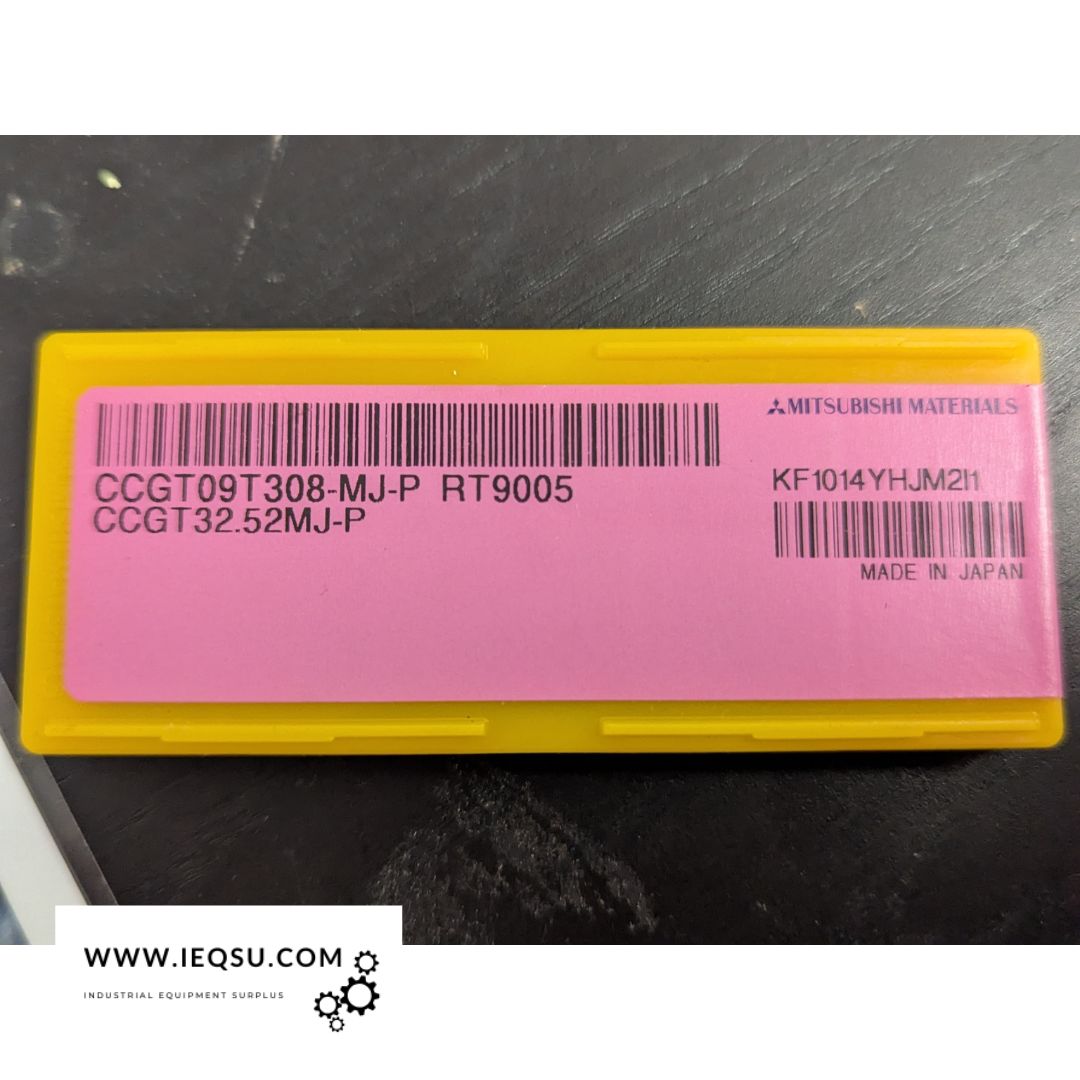 MITSUBISHI MATERIALS
CCGT09T308-MJ-P RT9005
CCGT32.52MJ-P
KF1014YHJM2I1
MADE IN JAPAN
WWW.IEQSU.COM
INDUSTRIAL EQUIPMENT SURPLUS